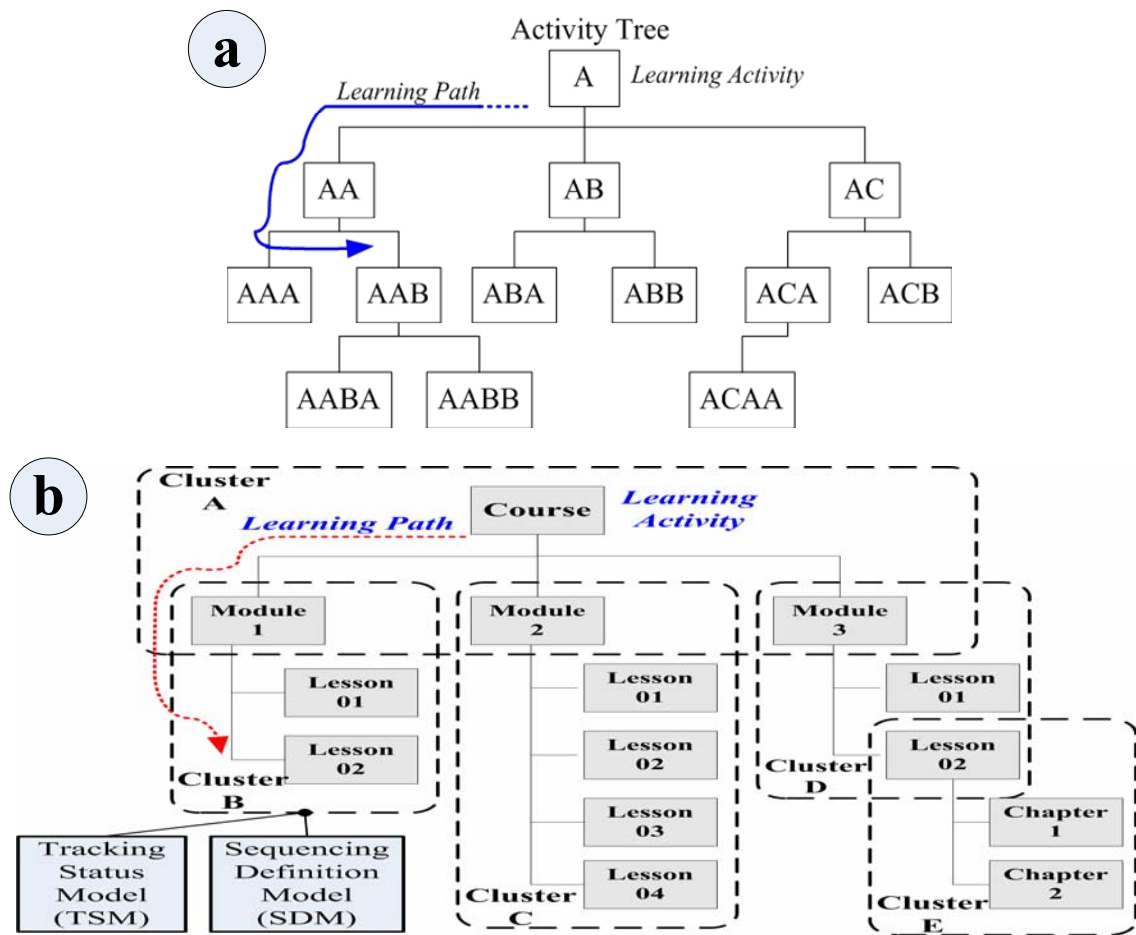 a
Activity Tree
A
Learning Activity
Learning Path
AA
AB
AC
AAA
AAB
ABA
ABB
ACA
ACB
AABA
AABB
ACAA
b
Cluster
A
Course
Learning
Activity
Learning Path
Module
1
Module
2
Module
3
Lesson
01
Lesson
02
Cluster
B
Lesson
01
Lesson
02
Lesson
03
Lesson
04
Cluster
C
Lesson
01
Lesson
02
Cluster
D
Chapter
1
Chapter
2
Cluster
E
Tracking
Status
Model
(TSM)
Sequencing
Definition
Model
(SDM)